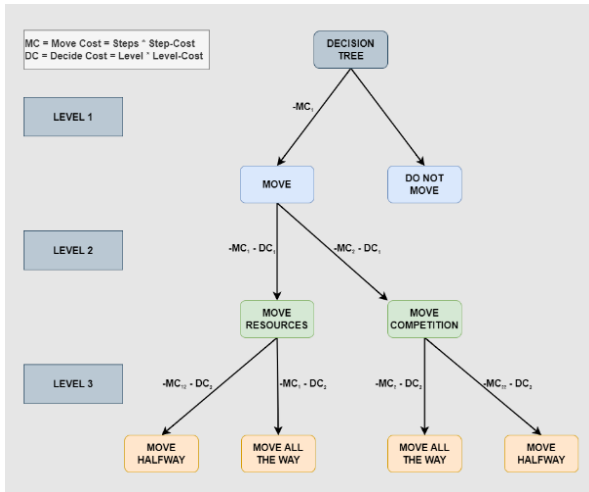 MC = Move Cost = Steps * Step-Cost
DC = Decide Cost = Level * Level-Cost
DECISION
TREE
LEVEL 1
-MC₁
MOVE
DO NOT
MOVE
LEVEL 2
-MC₁ - DC₁
-MC₂ - DC₁
MOVE
RESOURCES
MOVE
COMPETITION
LEVEL 3
- DC₂
-MC₁ - DC₂
-MC₁ - DC₂
- DC₂
MOVE
HALFWAY
MOVE ALL
THE WAY
MOVE ALL
THE WAY
MOVE
HALFWAY